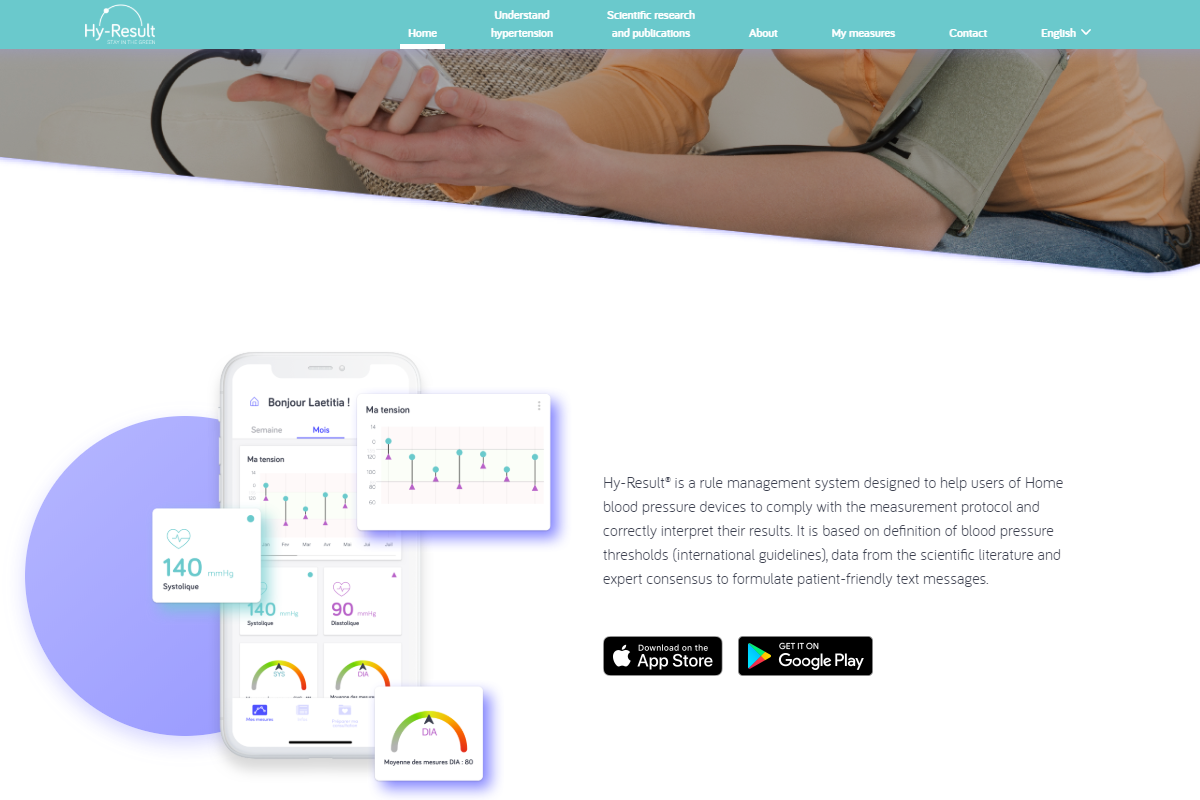 Hy-Result
STAY IN THE GREEN
Home
Understand
hypertension
Scientific research
and publications
About
My measures
Contact
English
Bonjour Laetitia !
Semaine
Mois
Ma tension
14
0
120
Jan
Fev
Mar
Avr
Mai
Jui
Juil
Ma tension
14
0
120
100
80
60
140 mmHg
Systolique
140 mmHg
Systolique
90 mmHg
Diastolique
SYS
DIA
Moyenne des mesures
Mes mesures
DIA
Moyenne des mesures DIA : 80
Hy-Result® is a rule management system designed to help users of Home
blood pressure devices to comply with the measurement protocol and
correctly interpret their results. It is based on definition of blood pressure
thresholds (international guidelines), data from the scientific literature and
expert consensus to formulate patient-friendly text messages.
Download on the
App Store
GET IT ON
Google Play